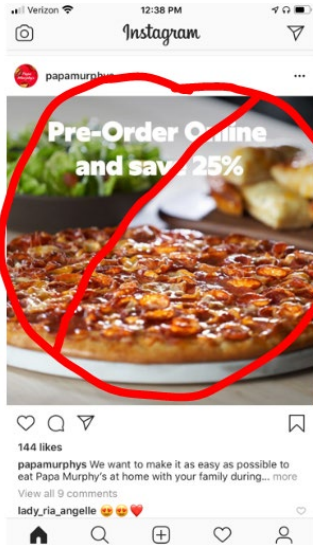 Verizon 12:38 PM
Instagram
papamurphys
Pre-Order Online
and save 25%
144 likes
papamurphys We want to make it as easy as possible to
eat Papa Murphy's at home with your family during... more
View all 9 comments
lady_ria_angelle 😍😍❤️